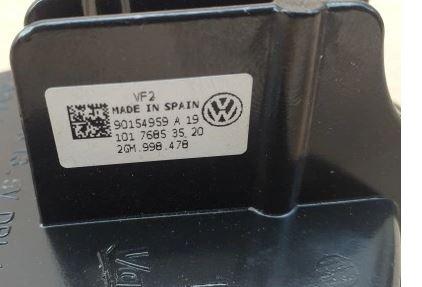 VF2
MADE IN SPAIN
90154959 A 19
101 7685 35 20
2GM.998.478